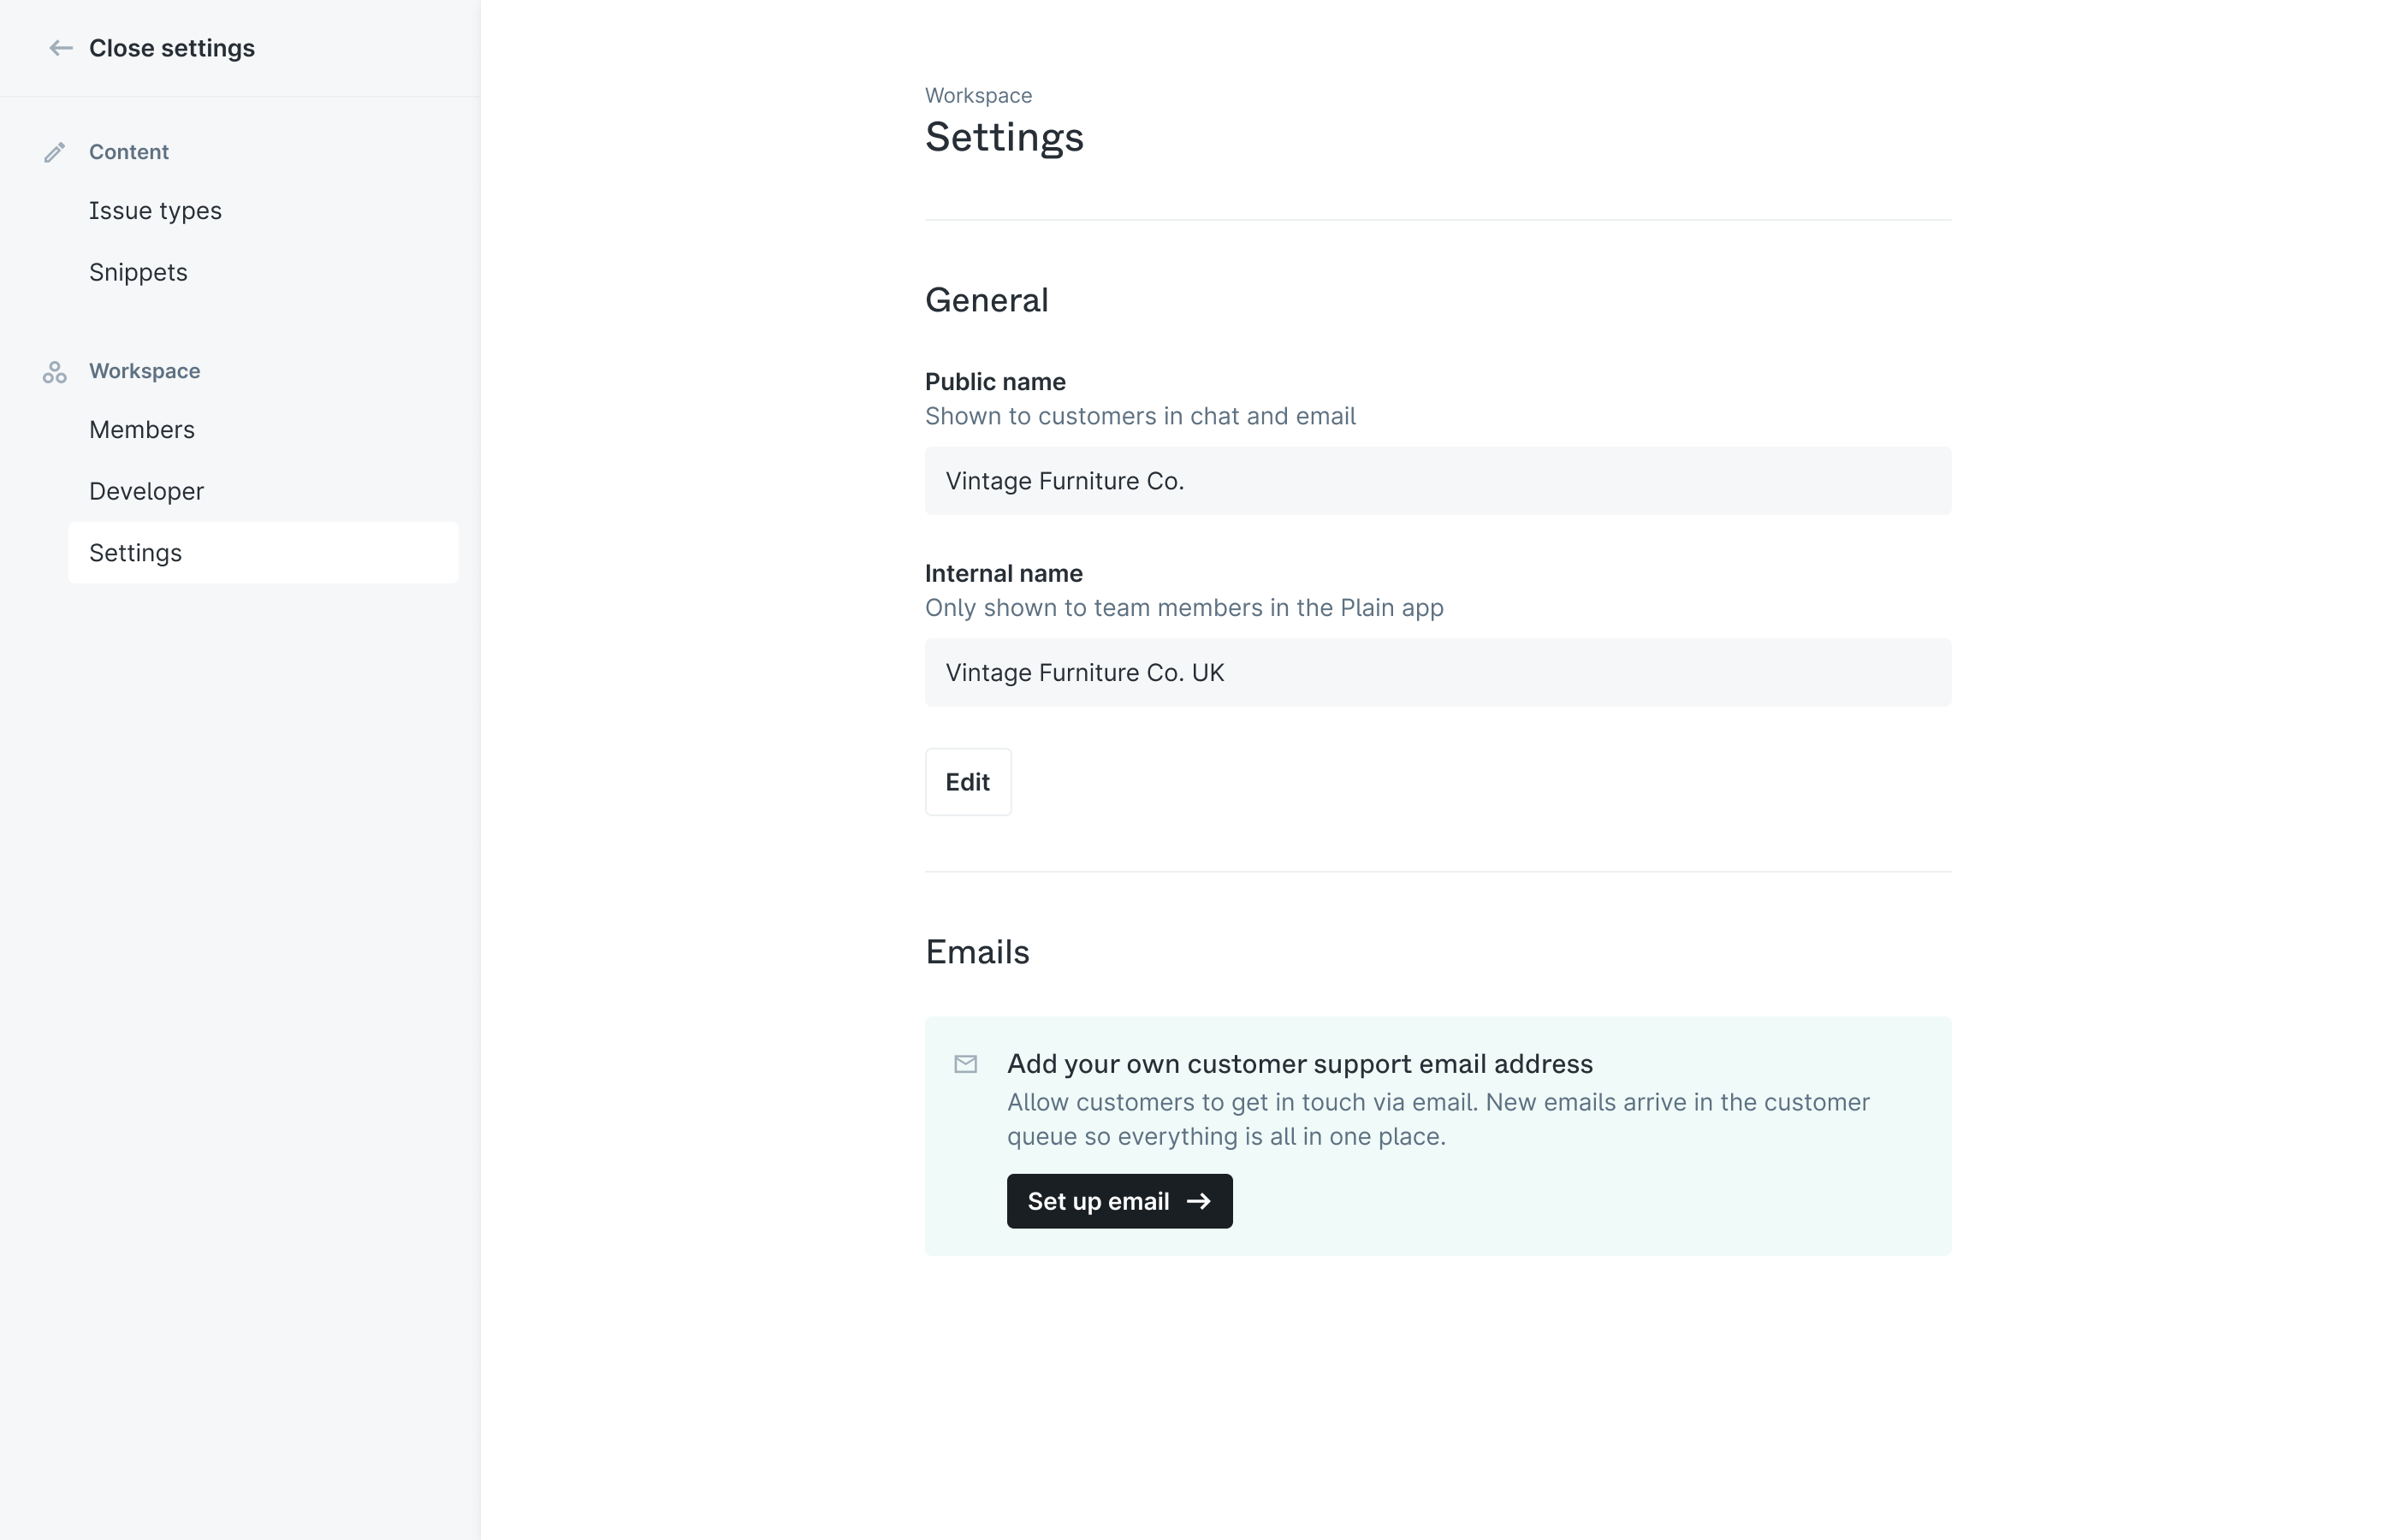 Close settings
Content
Issue types
Snippets
Workspace
Members
Developer
Settings
Workspace
Settings
General
Public name
Shown to customers in chat and email
Vintage Furniture Co.
Internal name
Only shown to team members in the Plain app
Vintage Furniture Co. UK
Edit
Emails
Add your own customer support email address
Allow customers to get in touch via email. New emails arrive in the customer
queue so everything is all in one place.
Set up email